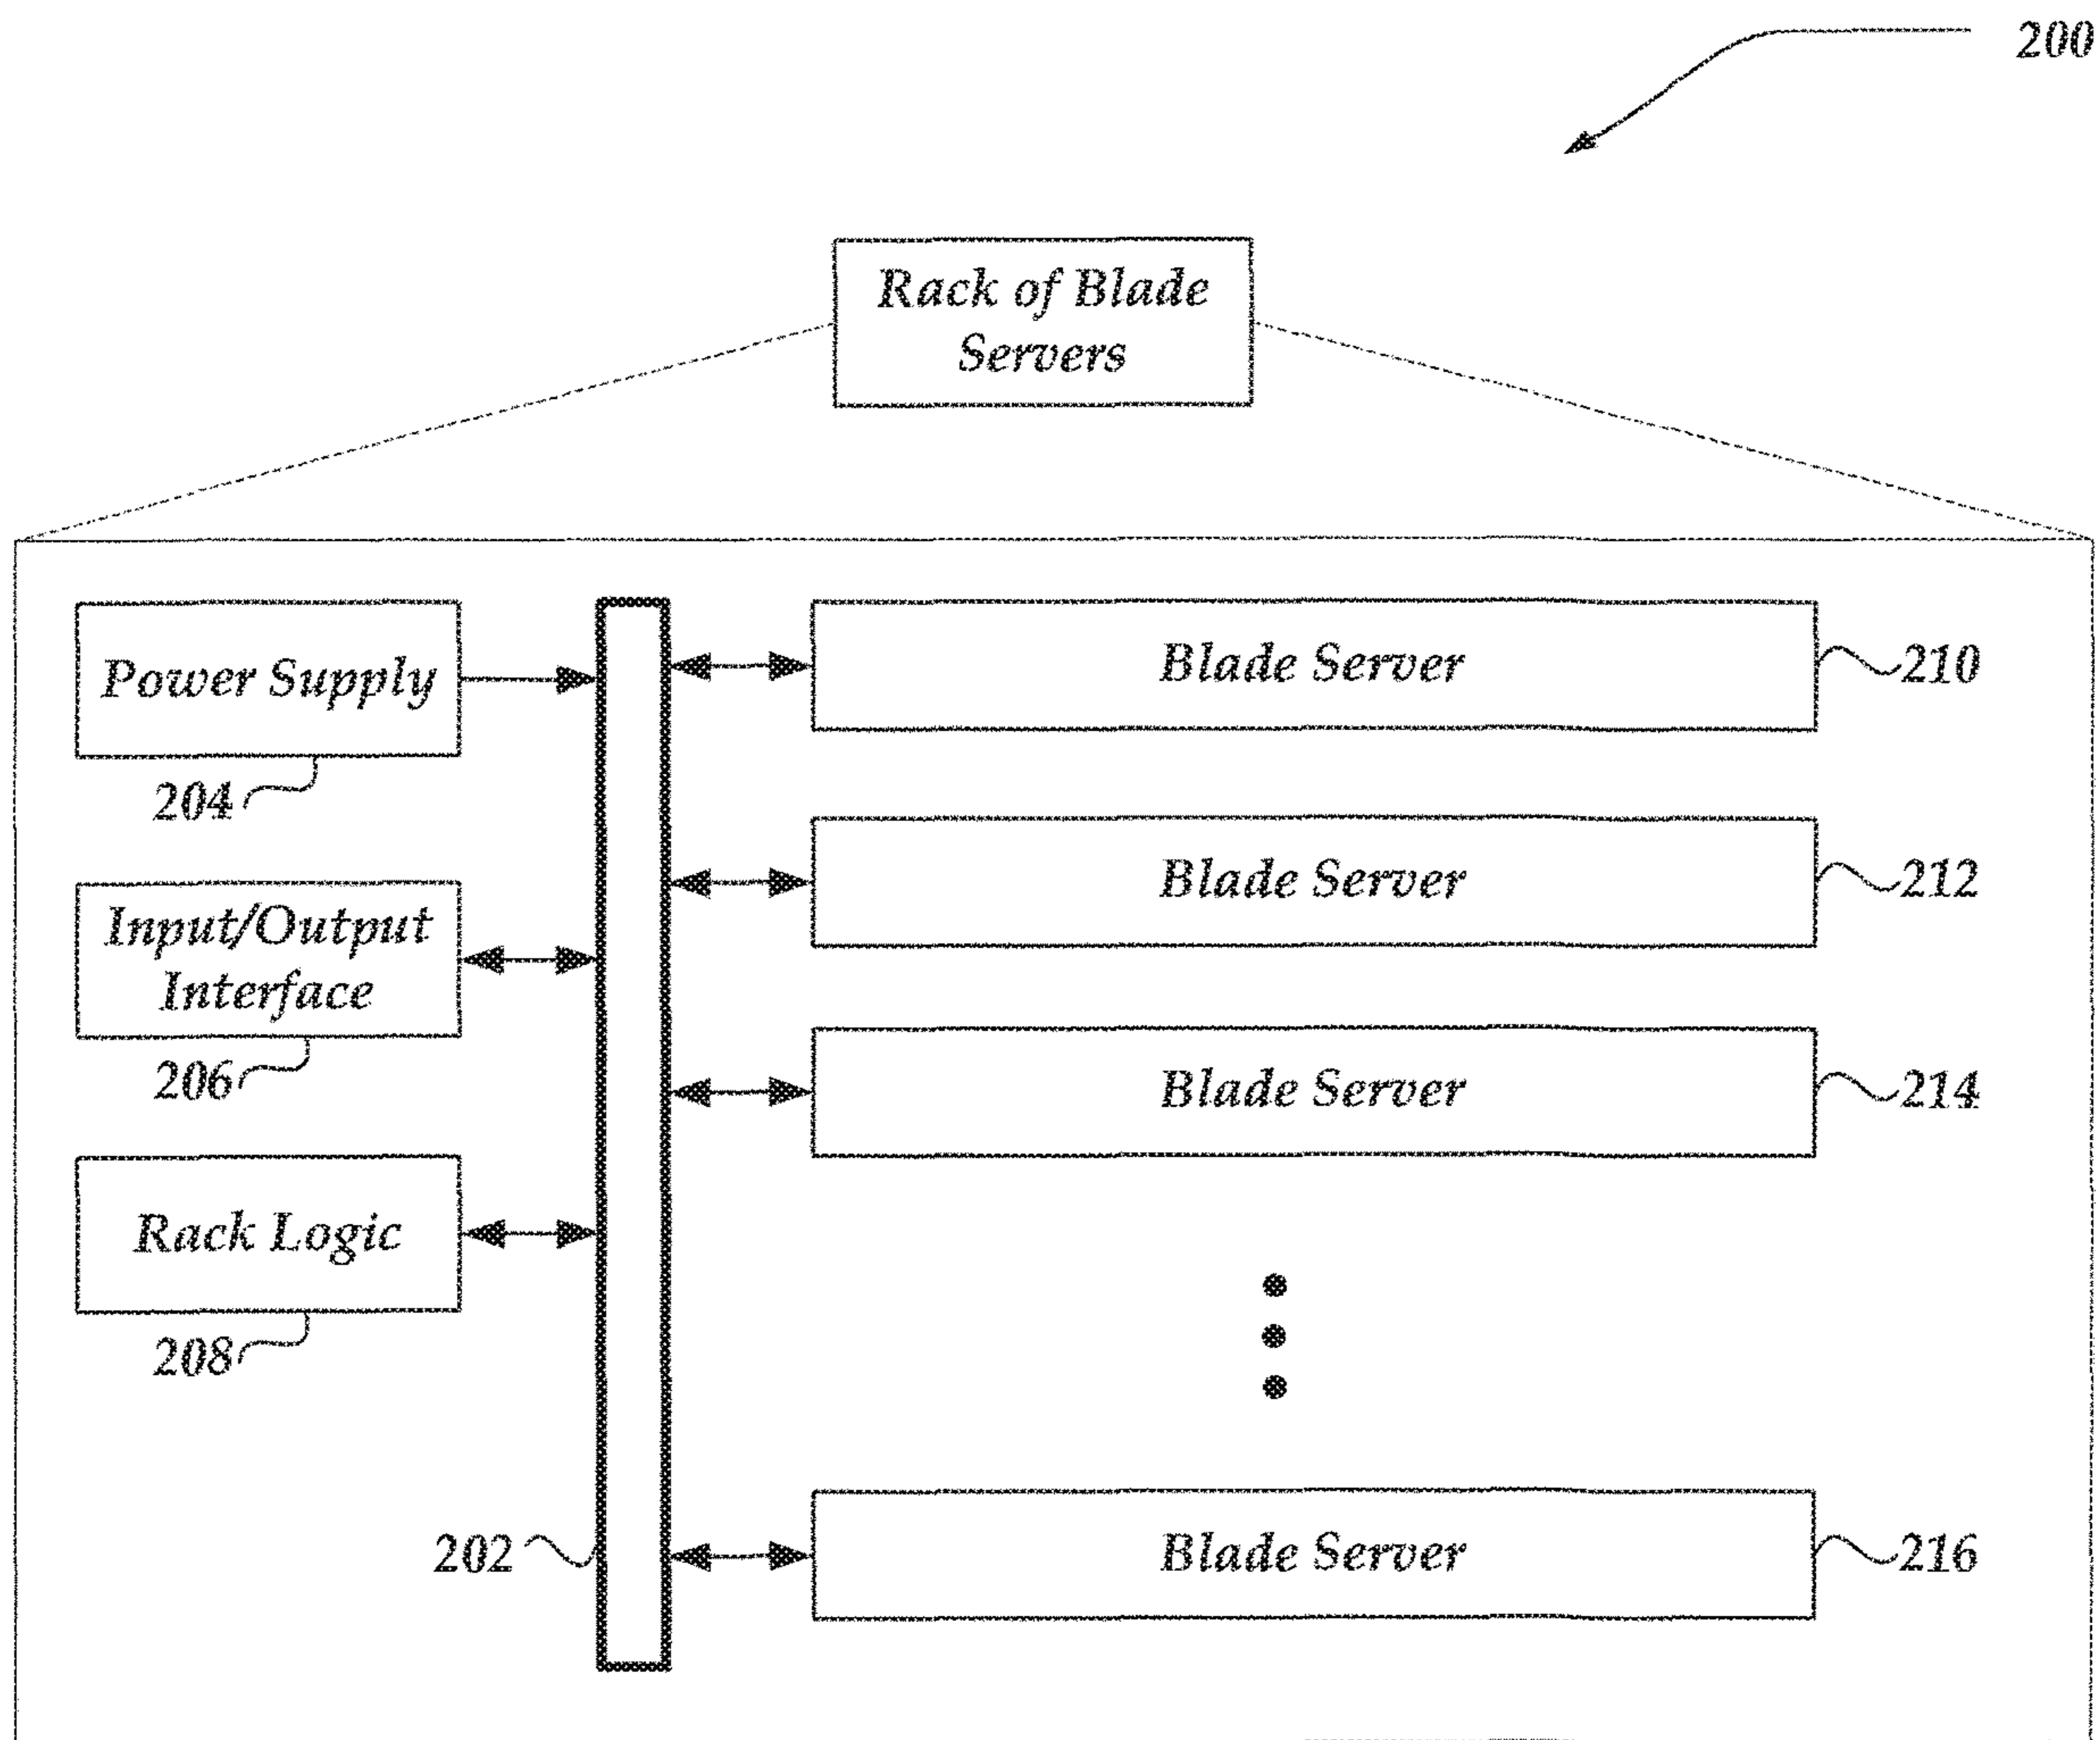 200
Rack of Blade
Servers
Power Supply
204
Input/Output
Interface
206
Rack Logic
208
202
Blade Server
210
Blade Server
212
Blade Server
214
Blade Server
216